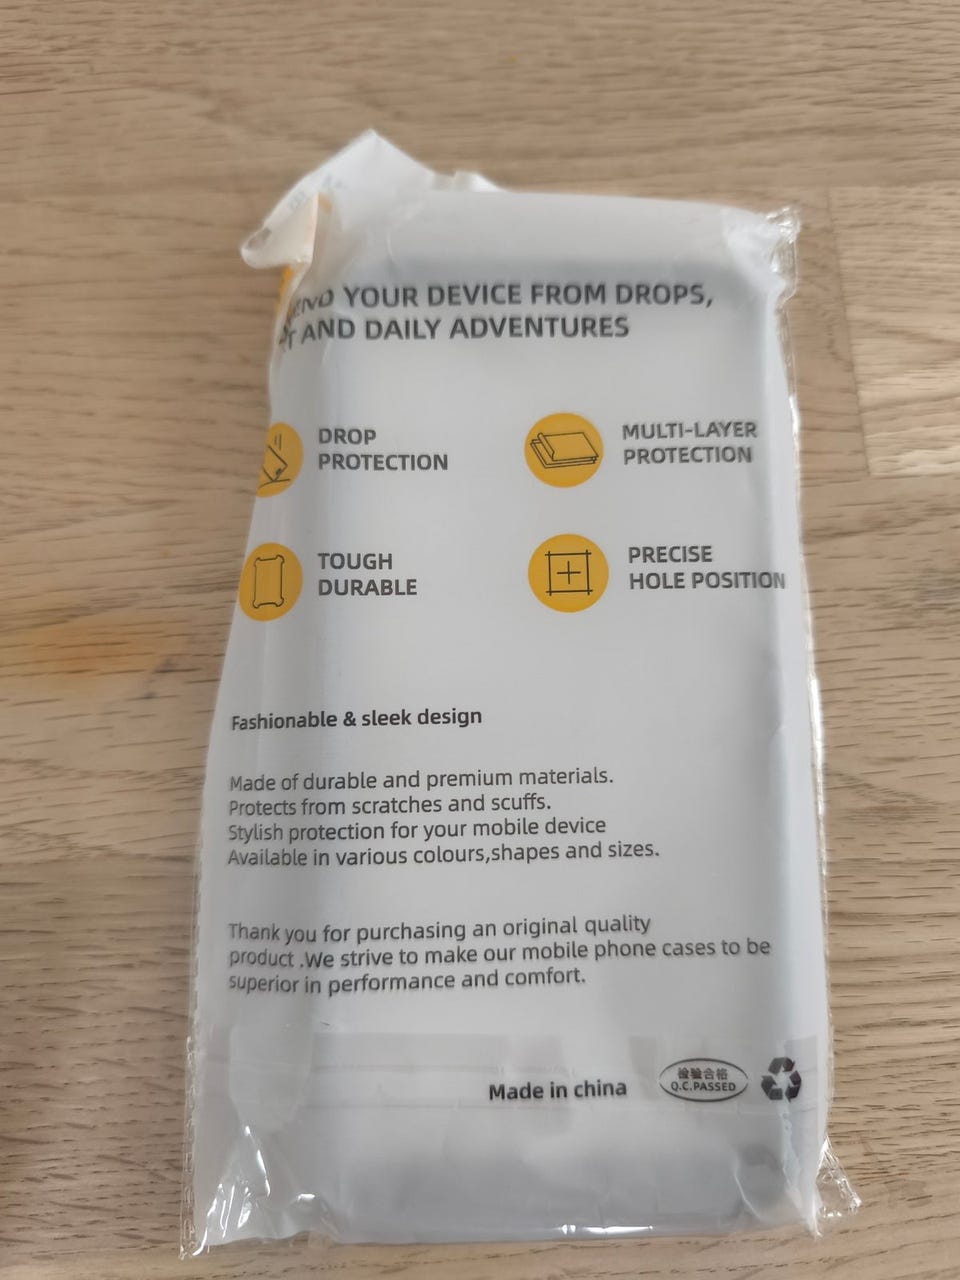 YOUR DEVICE FROM DROPS,
AND DAILY ADVENTURES
DROP
PROTECTION
MULTI-LAYER
PROTECTION
TOUGH
DURABLE
PRECISE
HOLE POSITION
Fashionable & sleek design
Made of durable and premium materials.
Protects from scratches and scuffs.
Stylish protection for your mobile device
Available in various colours,shapes and sizes.
Thank you for purchasing an original quality
product .We strive to make our mobile phone cases to be
superior in performance and comfort.
Made in china
检验合格
Q.C.PASSED